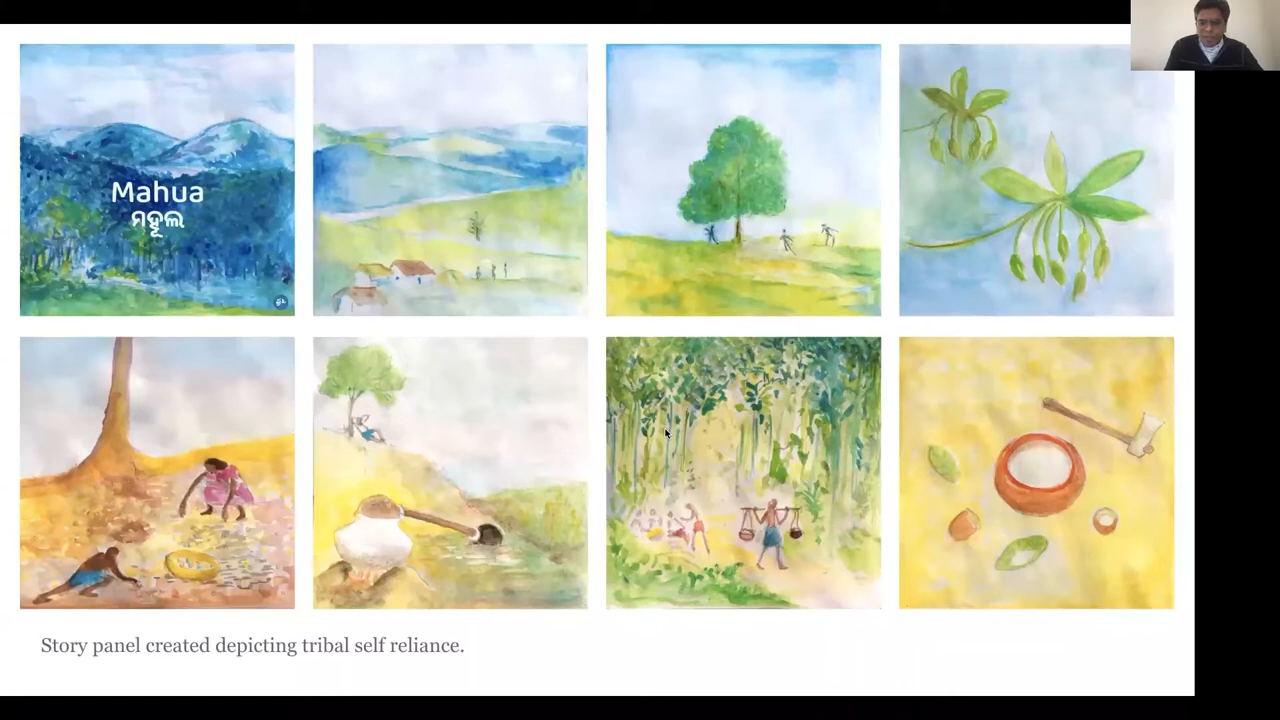 Mahua
ମହୁଲ
Story panel created depicting tribal self reliance.